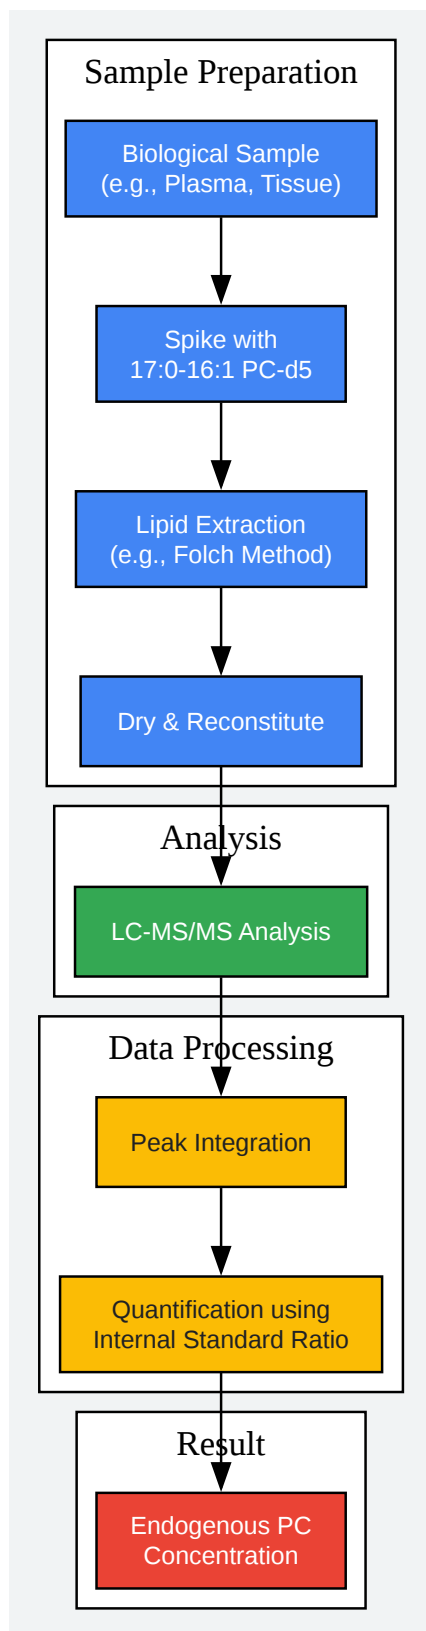 Sample Preparation
Biological Sample
(e.g., Plasma, Tissue)
Spike with
17:0-16:1 PC-d5
Lipid Extraction
(e.g., Folch Method)
Dry & Reconstitute
Analysis
LC-MS/MS Analysis
Data Processing
Peak Integration
Quantification using
Internal Standard Ratio
Result
Endogenous PC
Concentration